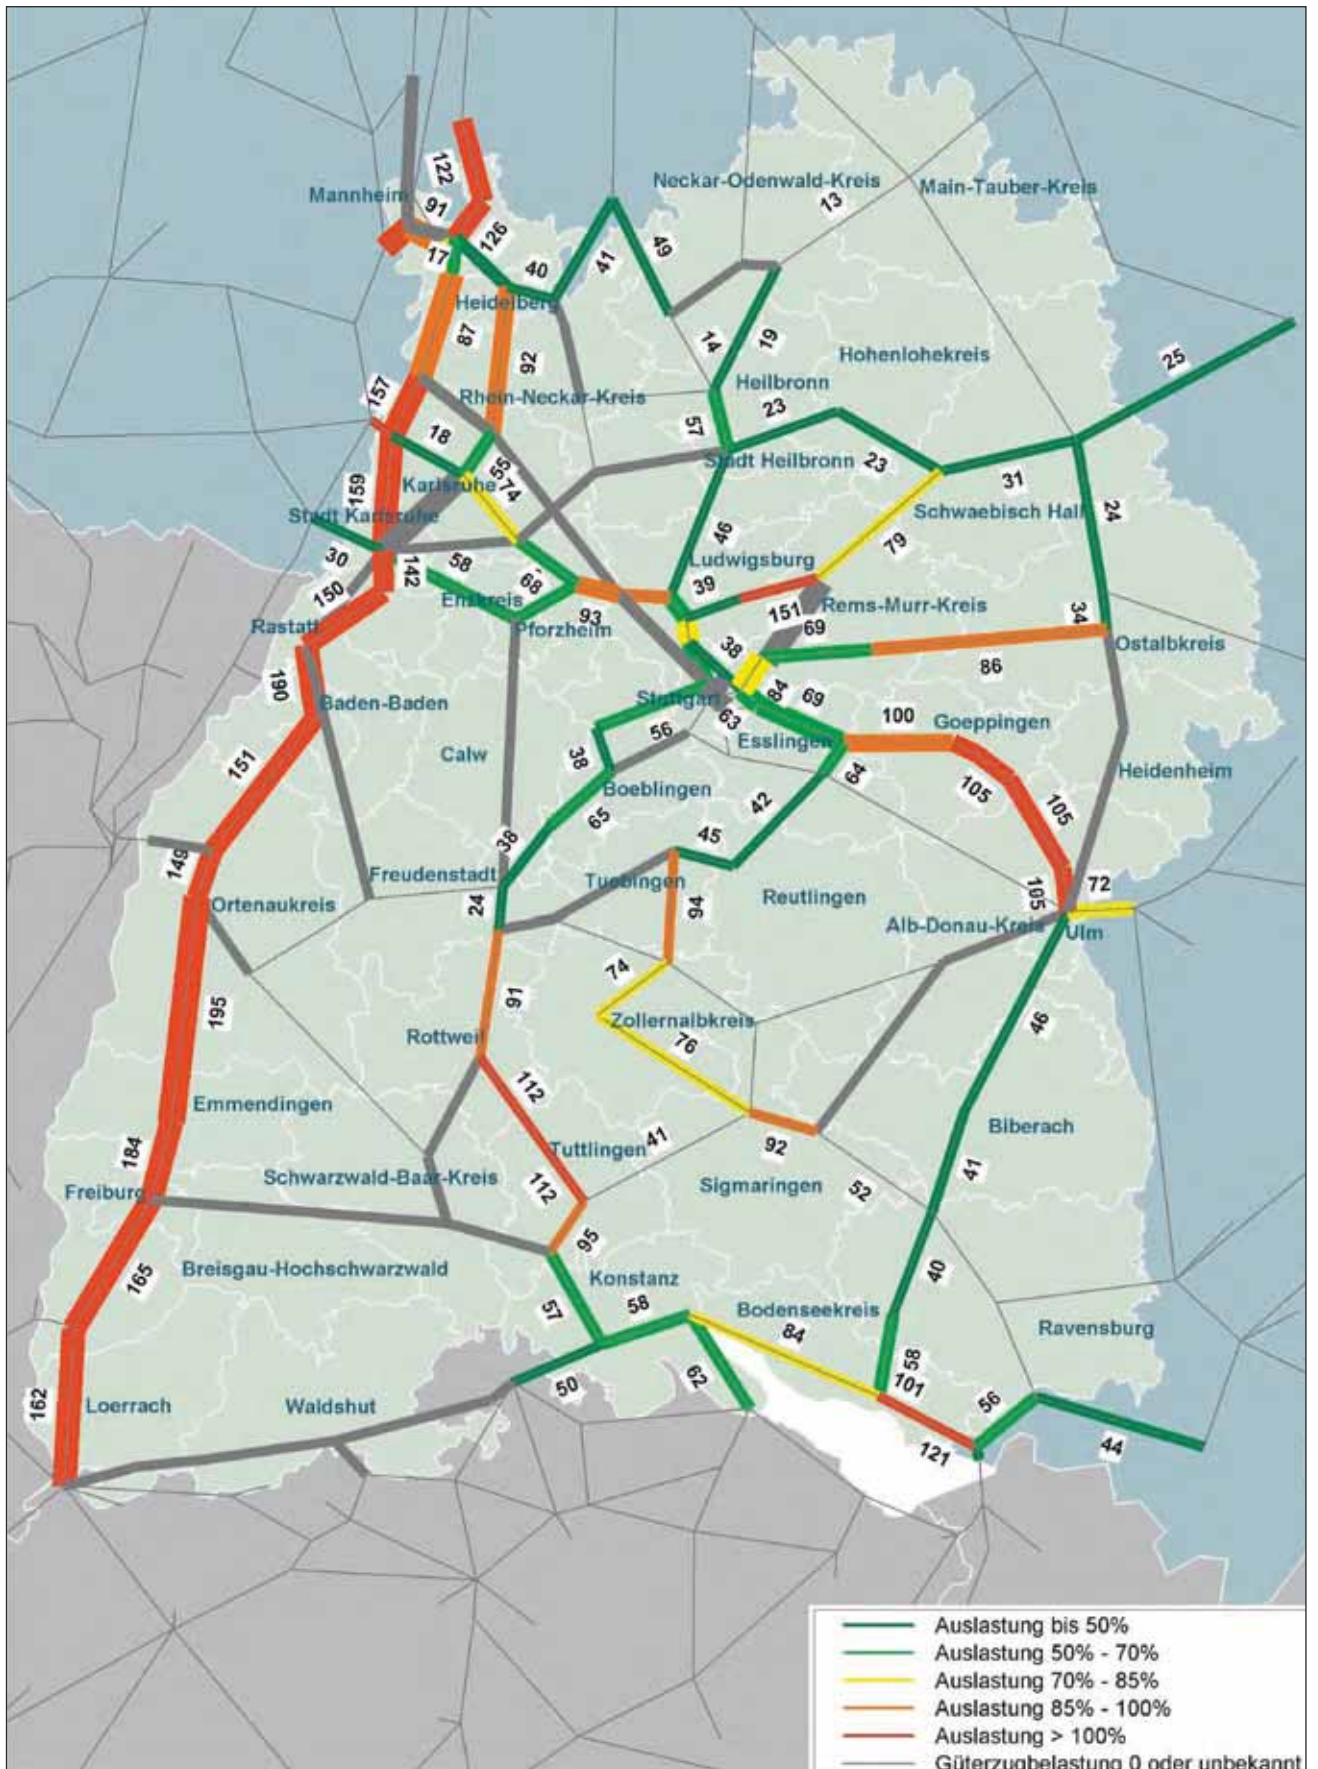 122
Mannheim
91
126
17
40
41
49
Neckar-Odenwald-Kreis
13
Main-Tauber-Kreis
Heidelberg
87
92
14
19
Hohenlohekreis
25
157
Rhein-Neckar-Kreis
Heilbronn
23
57
18
Stadt Heilbronn
23
31
55
74
Karlsruhe
159
Stadt Karlsruhe
46
Schwaebisch Hall
24
79
30
142
58
68
Ludwigsburg
39
150
Enzkreis
93
151
Rems-Murr-Kreis
69
34
Rastatt
Pforzheim
38
86
Ostalbkreis
190
Baden-Baden
Stuttgart
84
69
63
100
Goeppingen
56
Esslingen
151
Calw
38
64
105
105
Heidenheim
Boeblingen
65
42
45
38
149
Freudenstadt
Tuebingen
Reutlingen
105
72
Ortenaukreis
24
94
Alb-Donau-Kreis
Ulm
74
91
195
Zollernalbkreis
46
Rottweil
76
112
Emmendingen
Biberach
184
Tuttlingen
41
92
41
Freiburg
Schwarzwald-Baar-Kreis
112
Sigmaringen
52
95
165
Breisgau-Hochschwarzwald
40
Konstanz
57
58
Bodenseekreis
84
Ravensburg
58
162
Loerrach
Waldshut
50
62
101
56
121
44
Auslastung bis 50%
Auslastung 50% - 70%
Auslastung 70% - 85%
Auslastung 85% - 100%
Auslastung > 100%
Güterzugbelastung 0 oder unbekannt